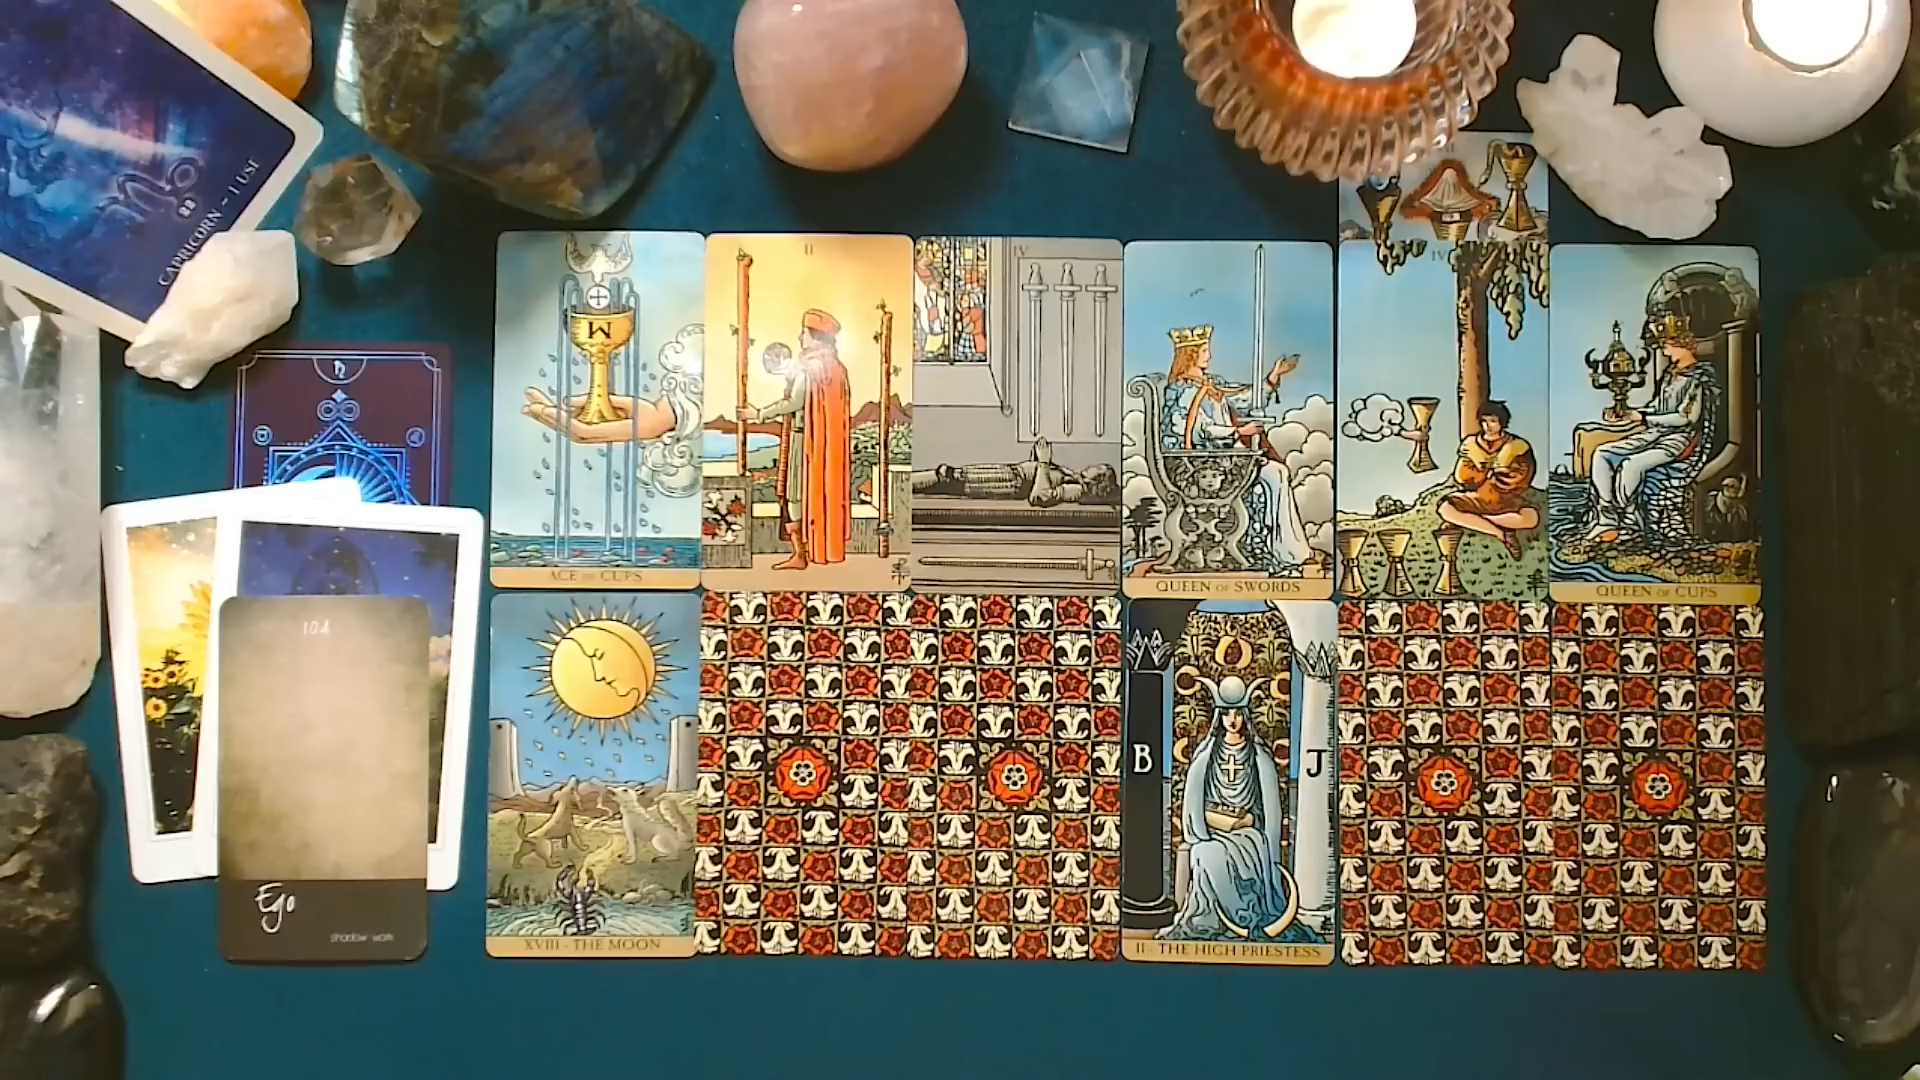 CAPRICORN ~ I USE
II
IV
IV
M
ACE OF CUPS
QUEEN OF SWORDS
QUEEN OF CUPS
104
Ego
shadow work
B
J
XVIII - THE MOON
II - THE HIGH PRIESTESS